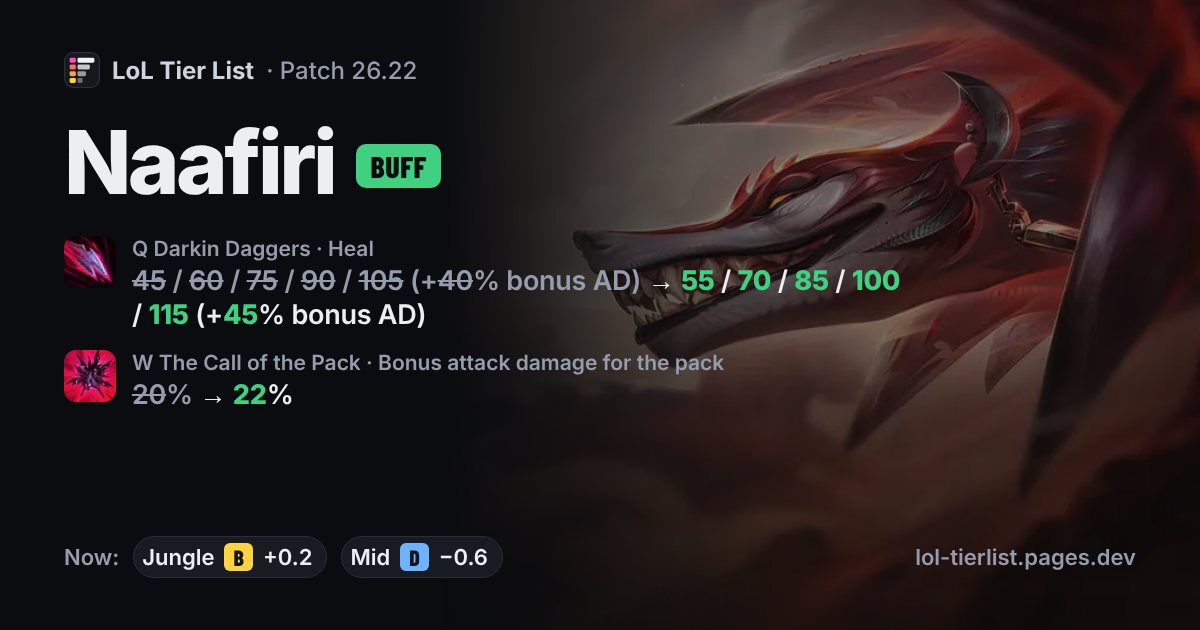 LoL Tier List · Patch 26.22
Naafiri BUFF
Q Darkin Daggers · Heal
45 / 60 / 75 / 90 / 105 (+40% bonus AD) → 55 / 70 / 85 / 100
/ 115 (+45% bonus AD)
W The Call of the Pack · Bonus attack damage for the pack
20% → 22%
Now: Jungle B +0.2 Mid D −0.6
lol-tierlist.pages.dev